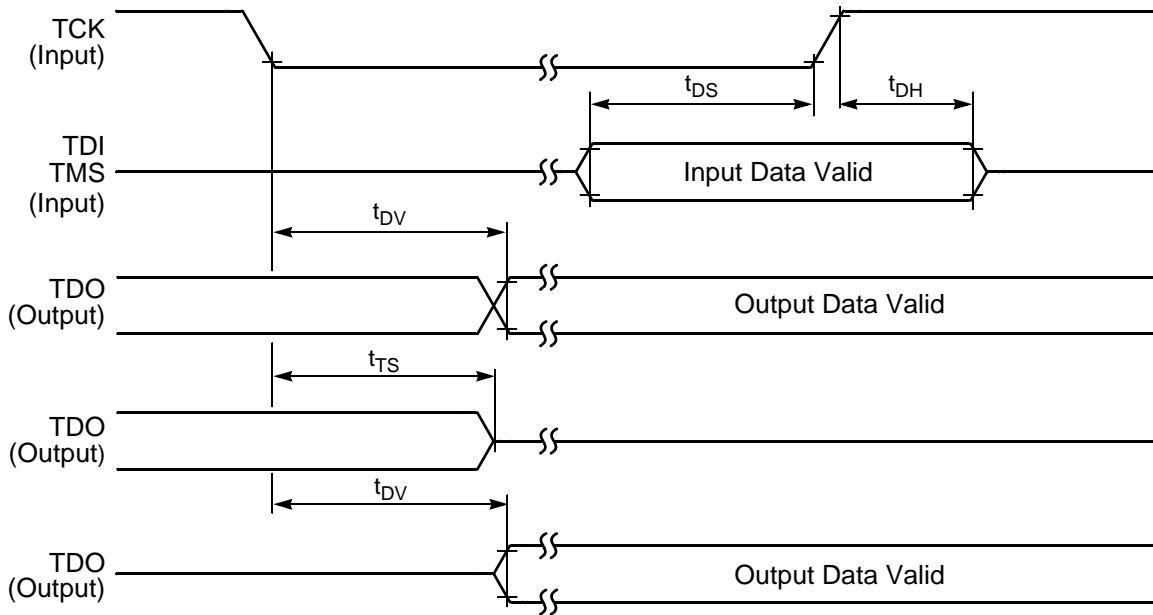 TCK
(Input)
tDS
tDH
TDI
TMS
(Input)
Input Data Valid
tDV
TDO
(Output)
Output Data Valid
tTS
TDO
(Output)
tDV
TDO
(Output)
Output Data Valid